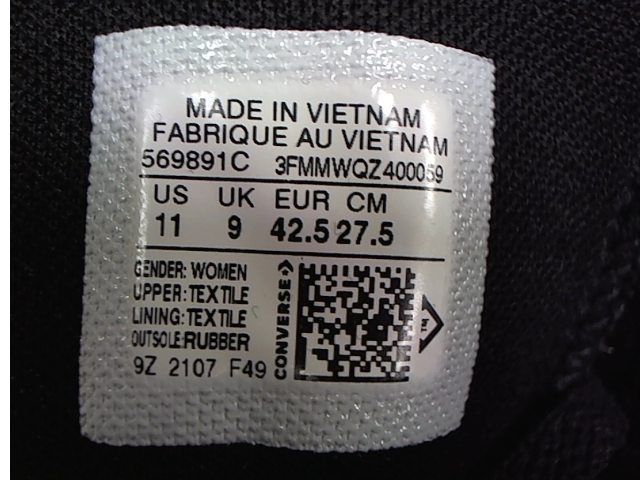 MADE IN VIETNAM
FABRIQUE AU VIETNAM
569891C 3FMMWQZ400059
US UK EUR CM
11 9 42.5 27.5
GENDER: WOMEN
UPPER: TEXTILE
LINING: TEXTILE
OUTSOLE: RUBBER
9Z 2107 F49
CONVERSE
TM